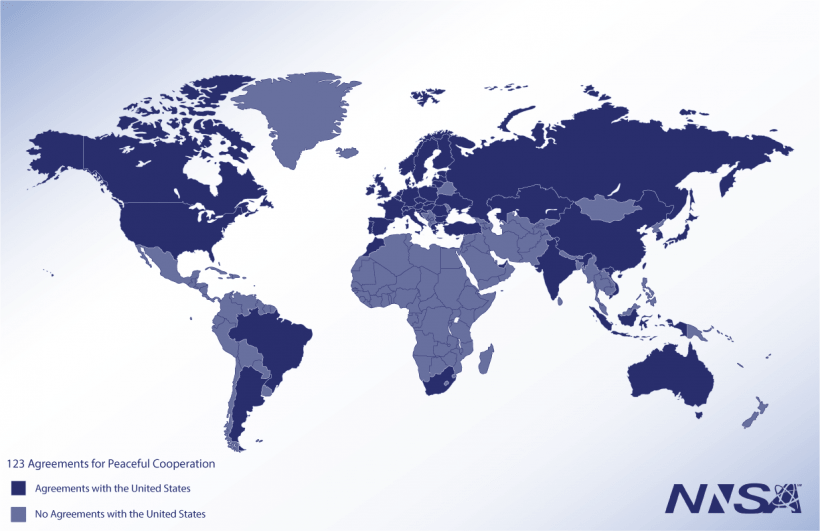 123 Agreements for Peaceful Cooperation
Agreements with the United States
No Agreements with the United States
NNSA